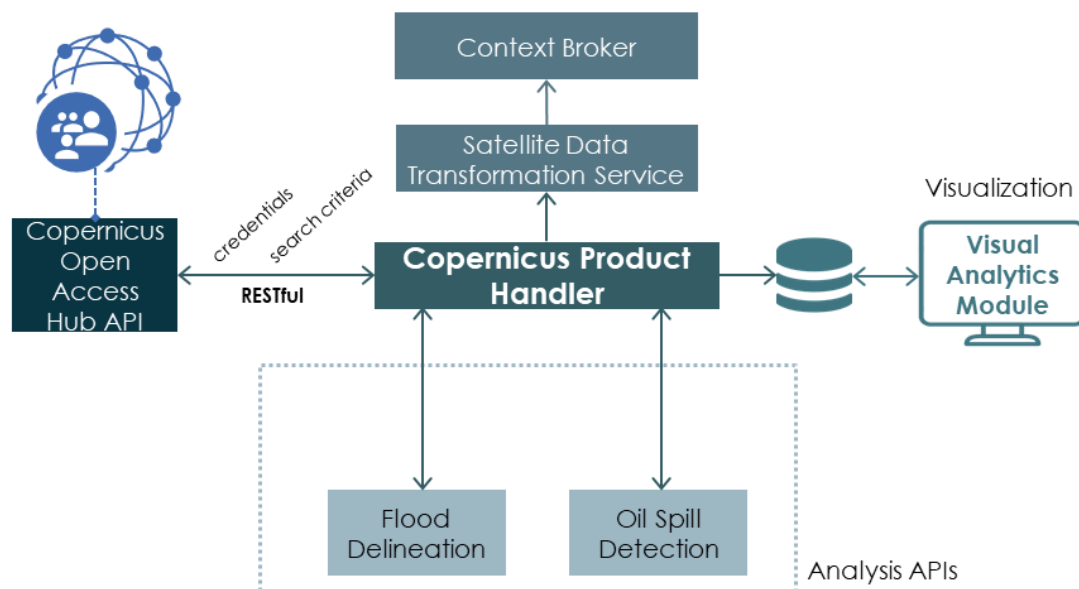 Context Broker
Satellite Data
Transformation Service
Visualization
credentials
search criteria
Copernicus
Open
Access
Hub API
RESTful
Copernicus Product
Handler
Visual
Analytics
Module
Flood
Delineation
Oil Spill
Detection
Analysis APIs